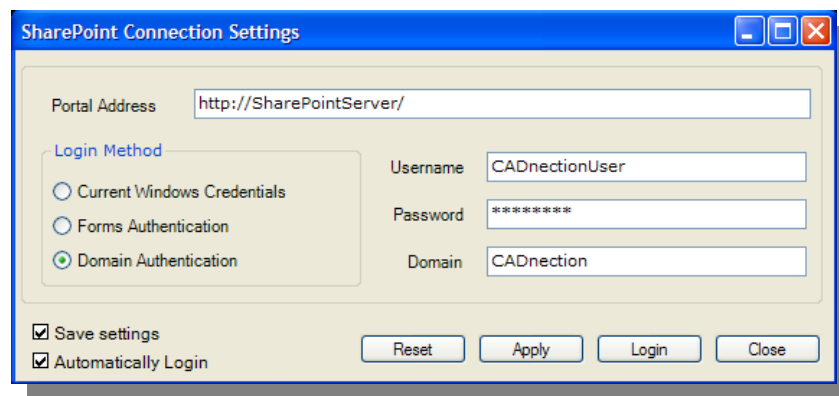 SharePoint Connection Settings
Portal Address http://SharePointServer/
Login Method
Current Windows Credentials
Forms Authentication
Domain Authentication
Username CADnectionUser
Password ********
Domain CADnection
Save settings
Automatically Login
Reset Apply Login Close